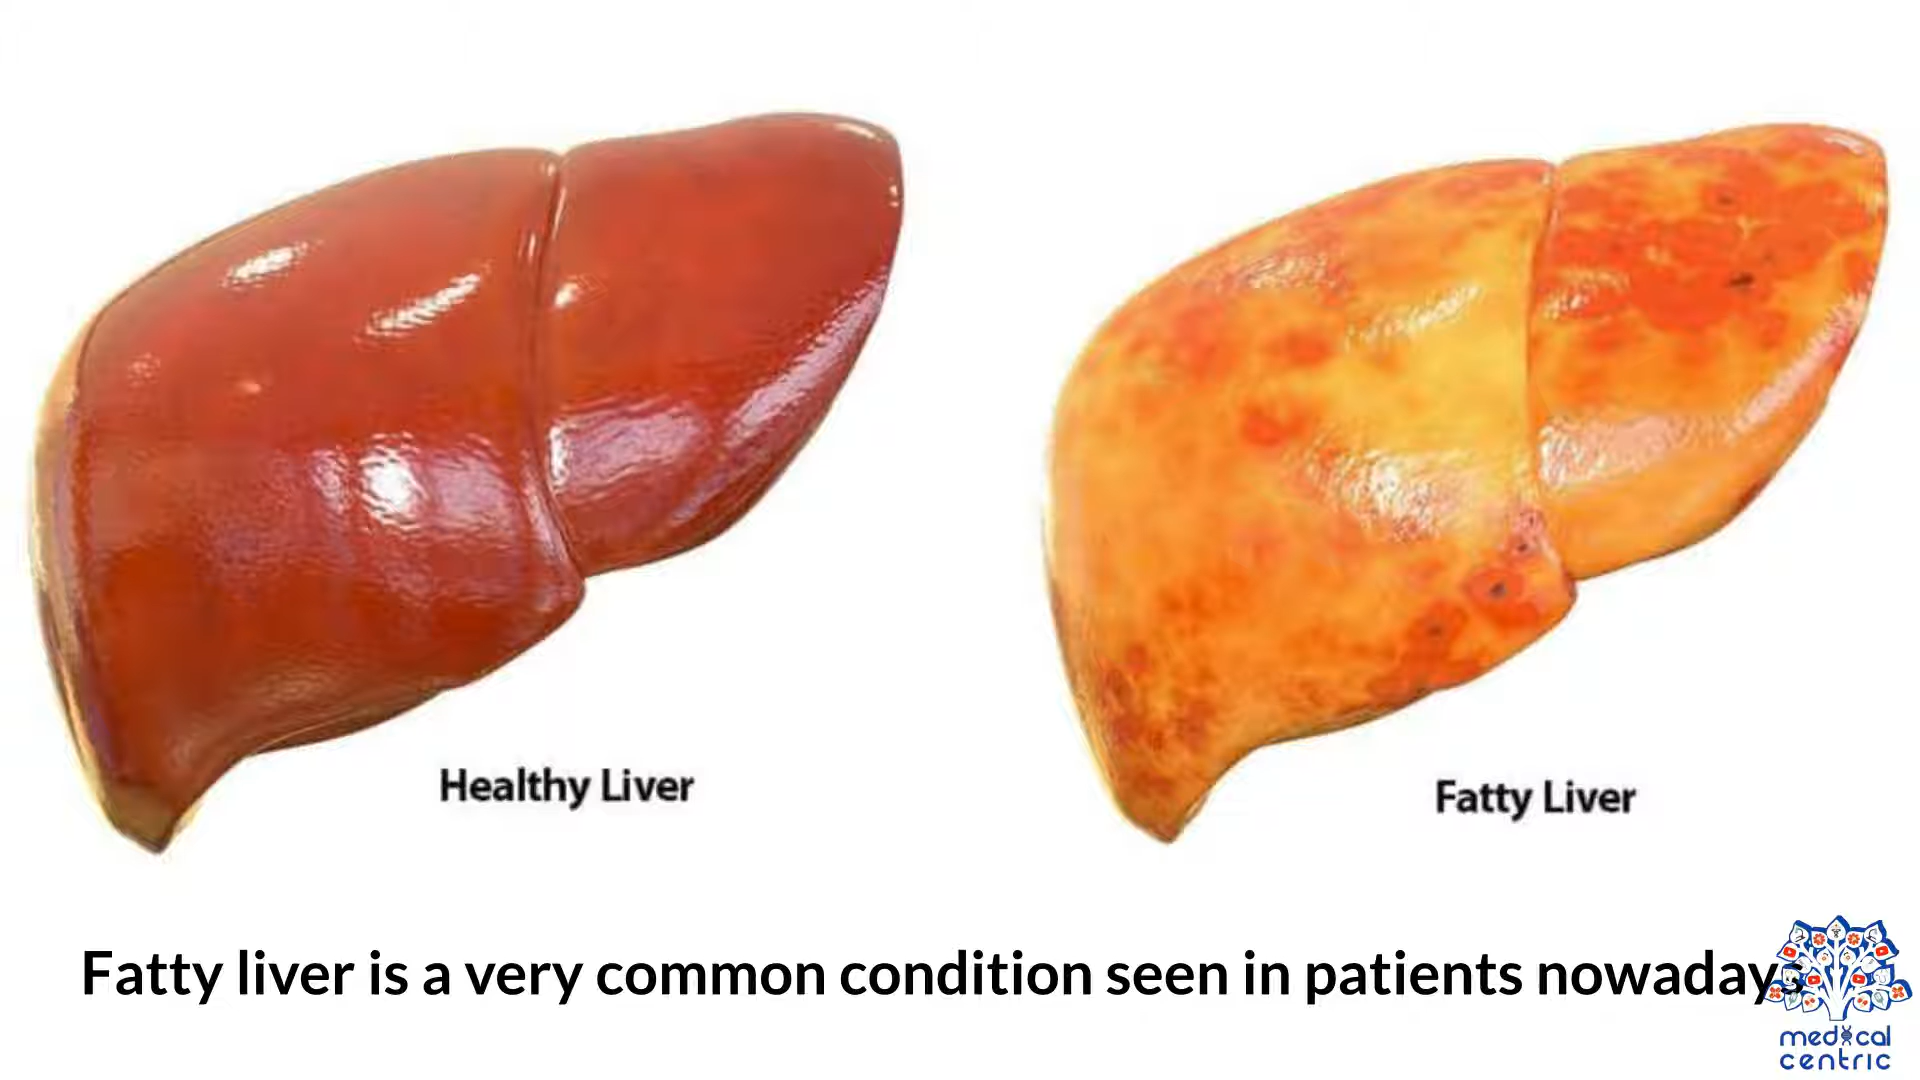 Healthy Liver
Fatty Liver
Fatty liver is a very common condition seen in patients nowadays
medical
centric